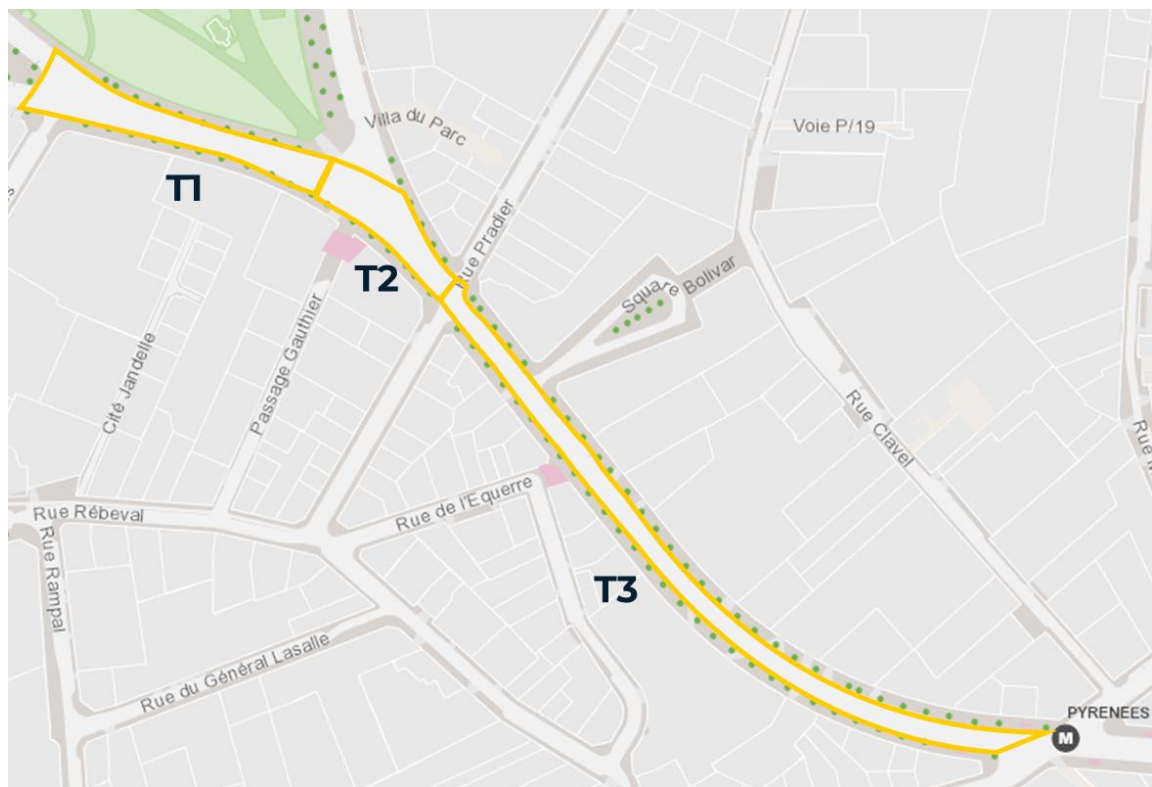 Villa du Parc
Voie P/19
T1
Rue Pradier
T2
Square Bolivar
Cité Jandelle
Passage Gauthier
Rue Clavel
Rue de l'Equerre
Rue Rébeval
Rue Rampal
T3
Rue du Général Lasalle
PYRENEES
M